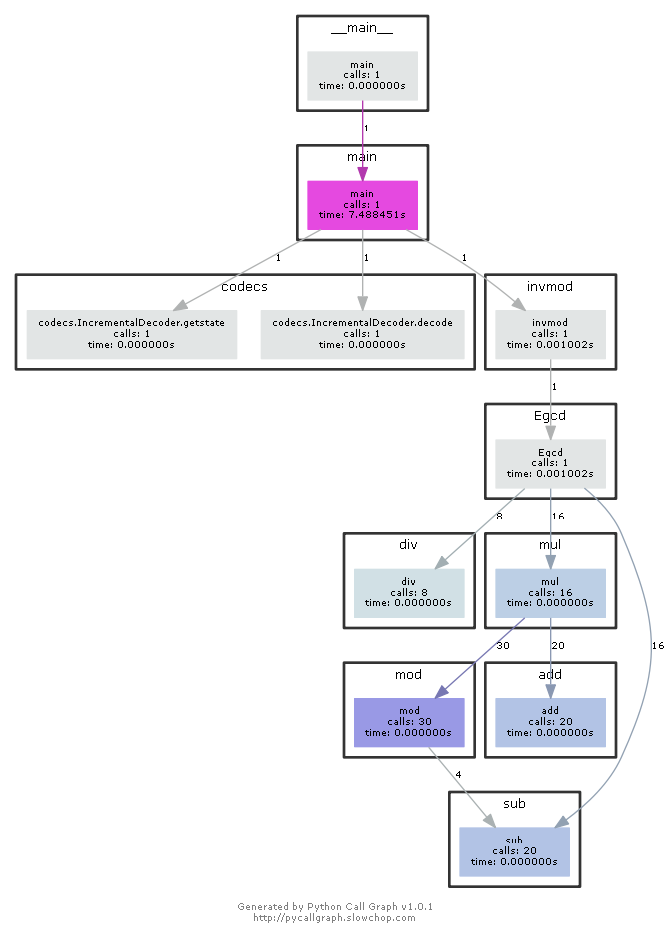 __main__
main
calls: 1
time: 0.000000s
1
main
main
calls: 1
time: 7.488451s
1
1
1
codecs
invmod
codecs.IncrementalDecoder.getstate
calls: 1
time: 0.000000s
codecs.IncrementalDecoder.decode
calls: 1
time: 0.000000s
invmod
calls: 1
time: 0.001002s
1
Egcd
Egcd
calls: 1
time: 0.001002s
8
16
div
mul
div
calls: 8
time: 0.000000s
mul
calls: 16
time: 0.000000s
30
20
16
mod
add
mod
calls: 30
time: 0.000000s
add
calls: 20
time: 0.000000s
4
sub
sub
calls: 20
time: 0.000000s
Generated by Python Call Graph v1.0.1
http://pycallgraph.slowchop.com